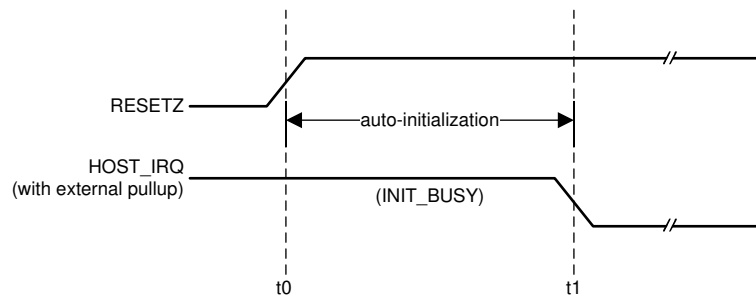 RESETZ
auto-initialization
HOST_IRQ
(with external pullup)
(INIT_BUSY)
t0
t1